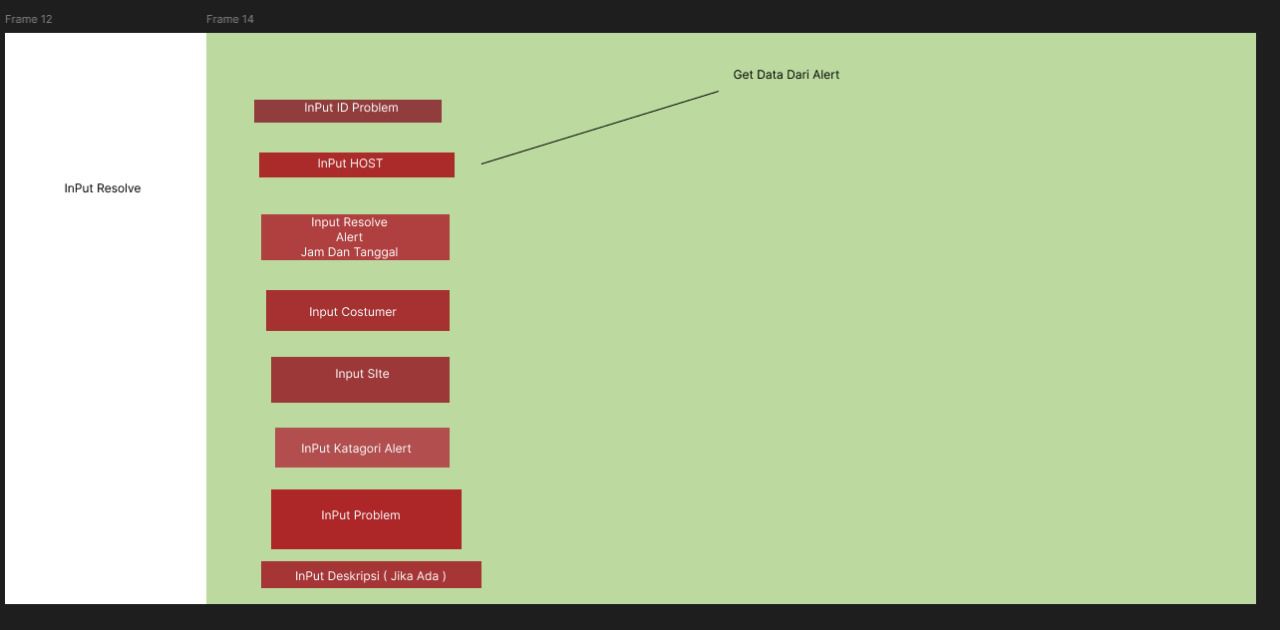 Frame 12
Frame 14
Get Data Dari Alert
InPut ID Problem
InPut HOST
InPut Resolve
Input Resolve
Alert
Jam Dan Tanggal
Input Costumer
Input SIte
InPut Katagori Alert
InPut Problem
InPut Deskripsi ( Jika Ada )